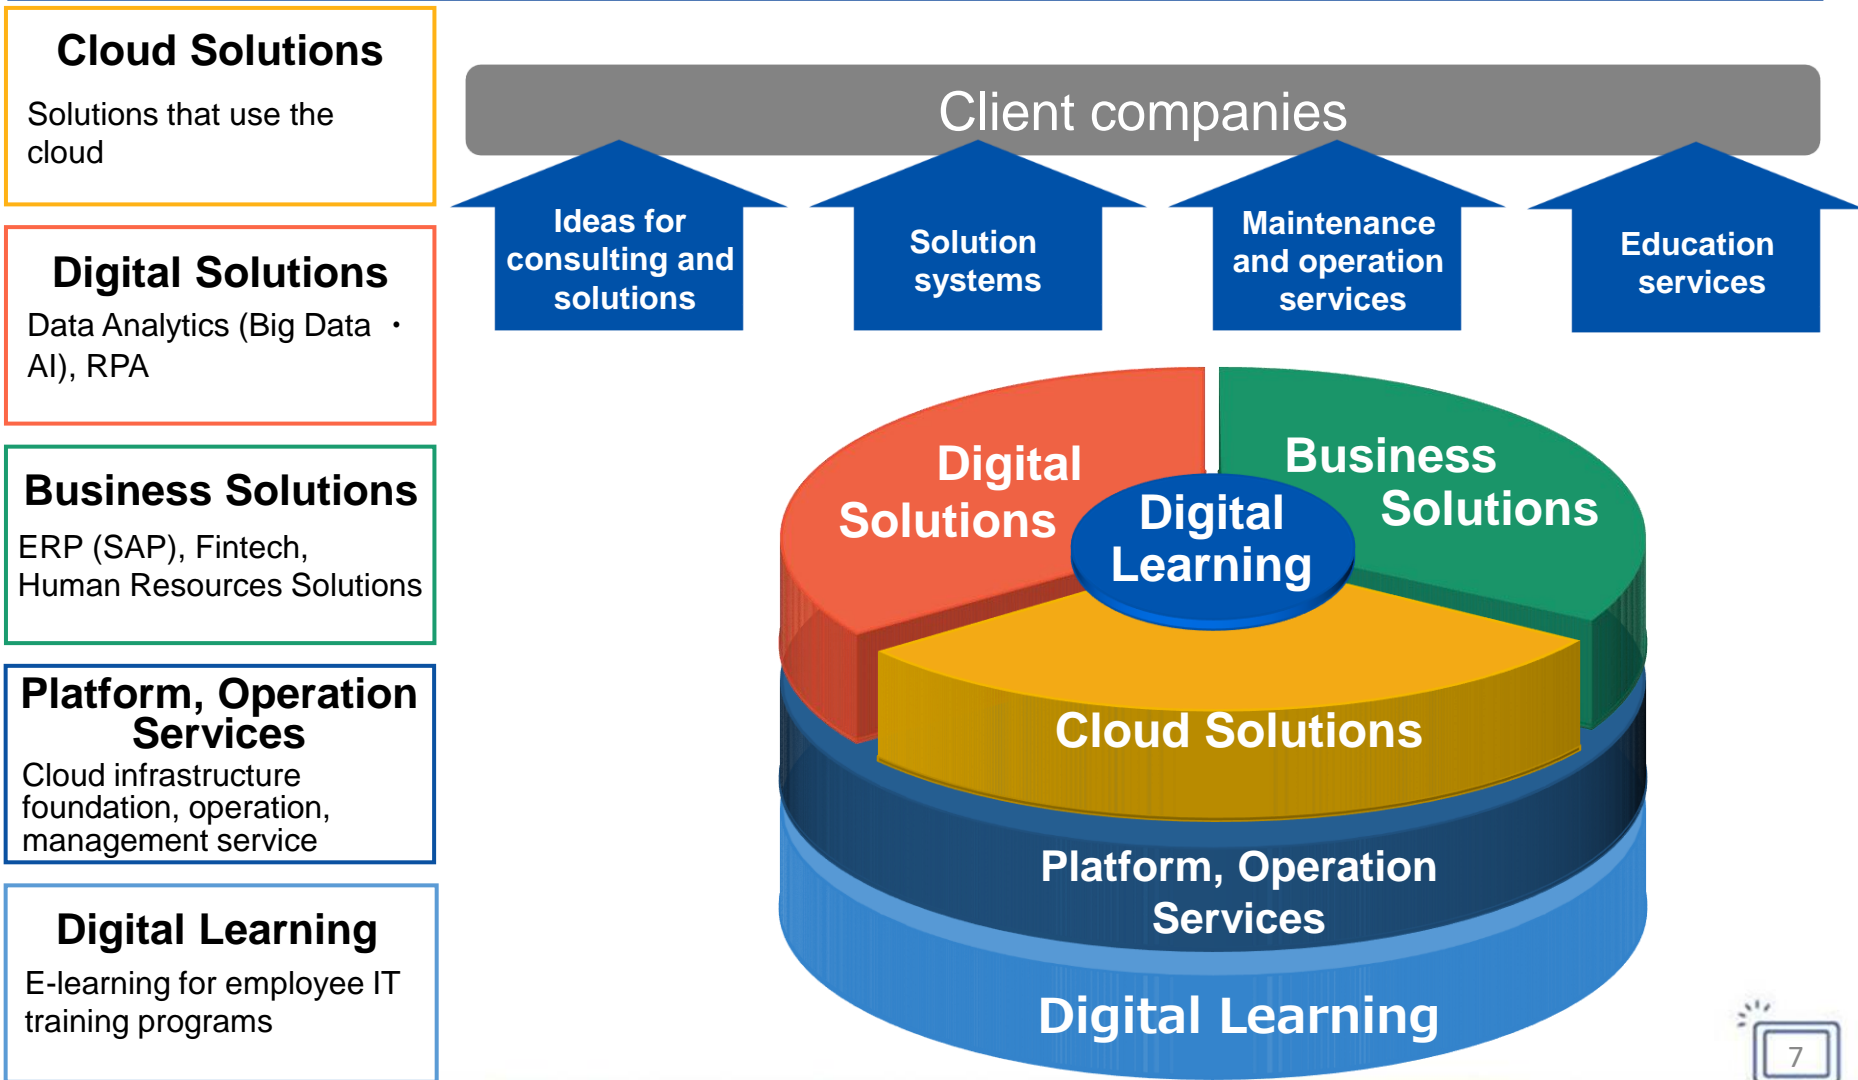 Cloud Solutions
Solutions that use the
cloud
Digital Solutions
Data Analytics (Big Data ・
AI), RPA
Business Solutions
ERP (SAP), Fintech,
Human Resources Solutions
Platform, Operation
Services
Cloud infrastructure
foundation, operation,
management service
Digital Learning
E-learning for employee IT
training programs
Client companies
Ideas for
consulting and
solutions
Solution
systems
Maintenance
and operation
services
Education
services
Digital
Solutions
Business
Solutions
Digital
Learning
Cloud Solutions
Platform, Operation
Services
Digital Learning
7